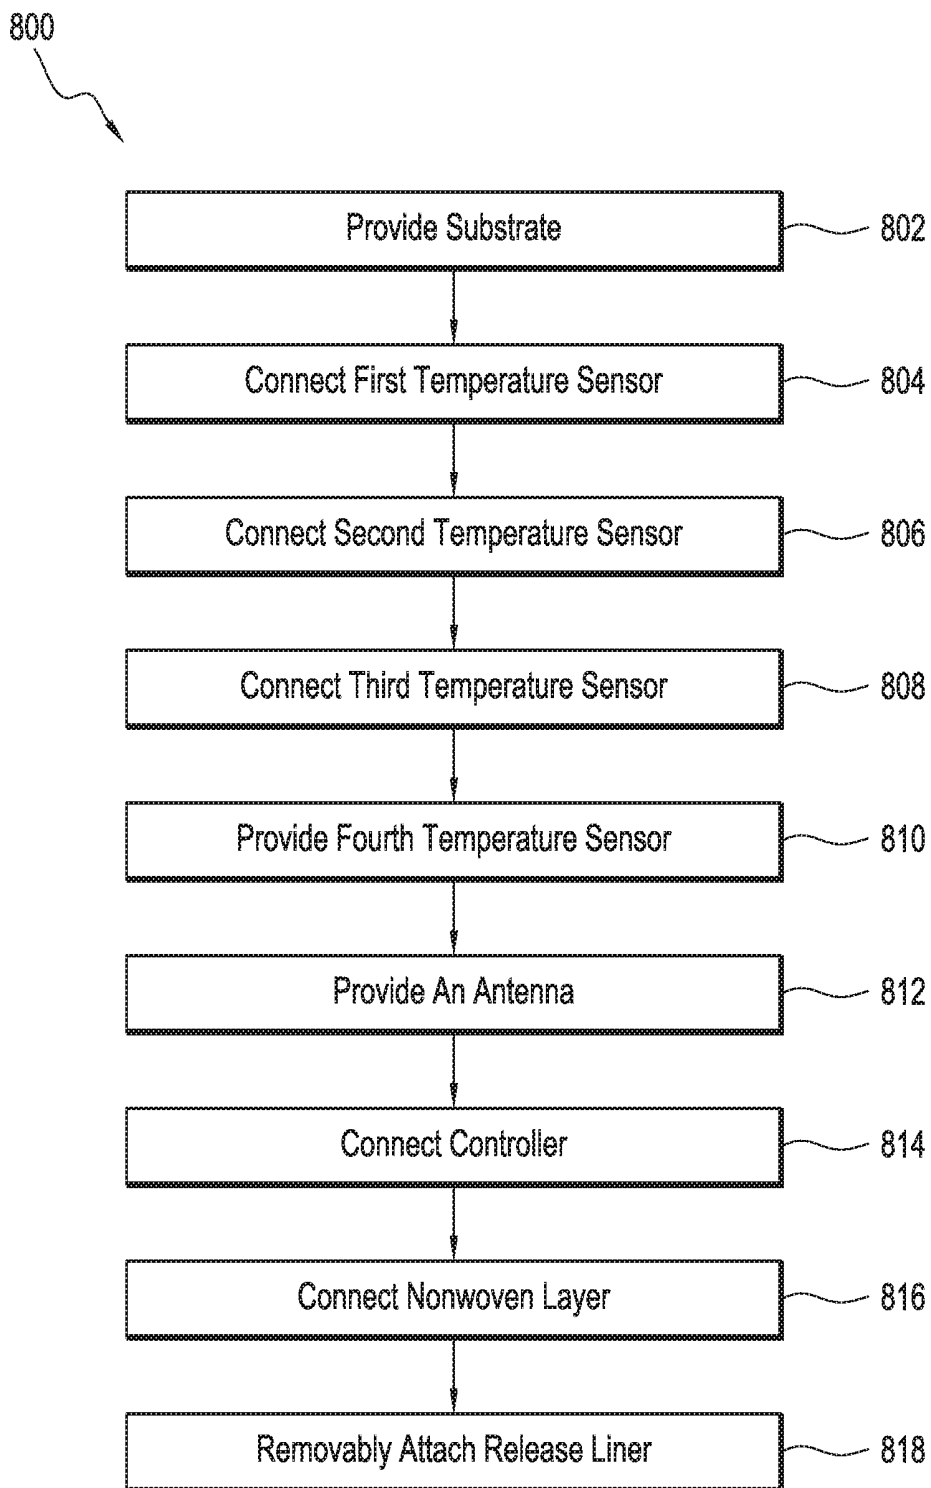 800
Provide Substrate 802
Connect First Temperature Sensor 804
Connect Second Temperature Sensor 806
Connect Third Temperature Sensor 808
Provide Fourth Temperature Sensor 810
Provide An Antenna 812
Connect Controller 814
Connect Nonwoven Layer 816
Removably Attach Release Liner 818